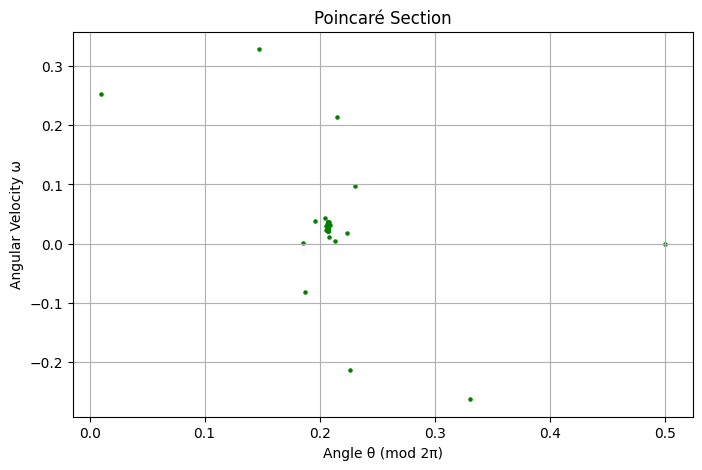 Poincaré Section
0.3
0.2
0.1
0.0
−0.1
−0.2
Angular Velocity ω
0.0 0.1 0.2 0.3 0.4 0.5
Angle θ (mod 2π)